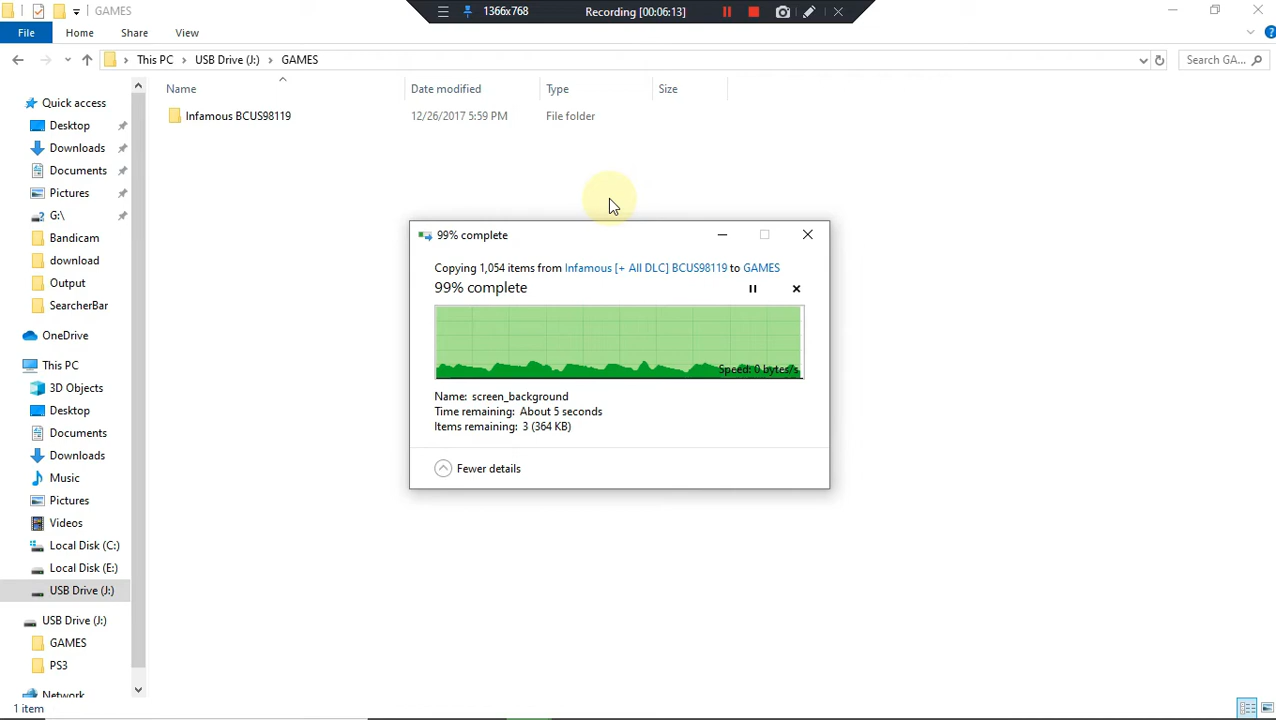 GAMES
1366x768
Recording [00:06:13]
File
Home
Share
View
This PC
USB Drive (J:)
GAMES
Search GA...
Name
Date modified
Type
Size
Infamous BCUS98119
12/26/2017 5:59 PM
File folder
Quick access
Desktop
Downloads
Documents
Pictures
G:\
Bandicam
download
Output
SearcherBar
OneDrive
This PC
3D Objects
Desktop
Documents
Downloads
Music
Pictures
Videos
Local Disk (C:)
Local Disk (E:)
USB Drive (J:)
USB Drive (J:)
GAMES
PS3
Network
1 item
99% complete
Copying 1,054 items from Infamous [+ All DLC] BCUS98119 to GAMES
99% complete
Speed: 0 bytes/s
Name: screen_background
Time remaining: About 5 seconds
Items remaining: 3 (364 KB)
Fewer details